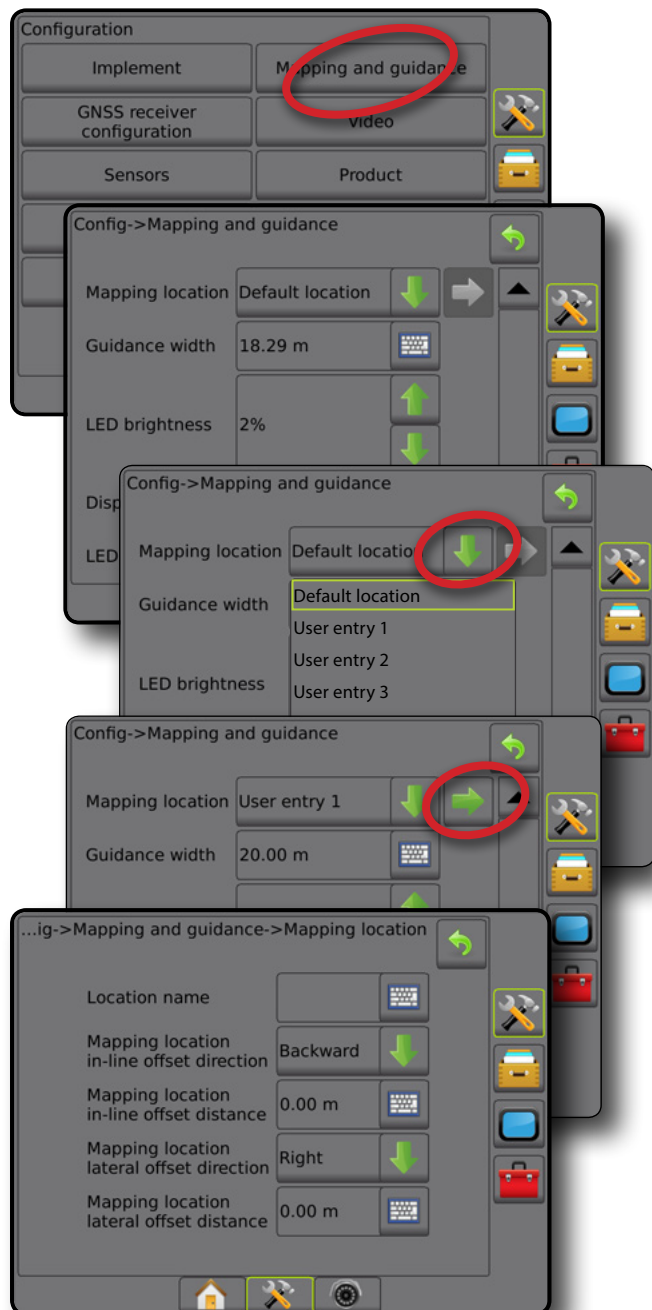 Configuration
Implement
Mapping and guidance
GNSS receiver
configuration
Video
Sensors
Product
Config->Mapping and guidance
Mapping location
Default location
Guidance width
18.29 m
LED brightness
2%
Disp
LED
Config->Mapping and guidance
Mapping location
Default location
Guidance width
Default location
User entry 1
User entry 2
LED brightness
User entry 3
Config->Mapping and guidance
Mapping location
User entry 1
Guidance width
20.00 m
...ig->Mapping and guidance->Mapping location
Location name
Mapping location
in-line offset direction
Backward
Mapping location
in-line offset distance
0.00 m
Mapping location
lateral offset direction
Right
Mapping location
lateral offset distance
0.00 m